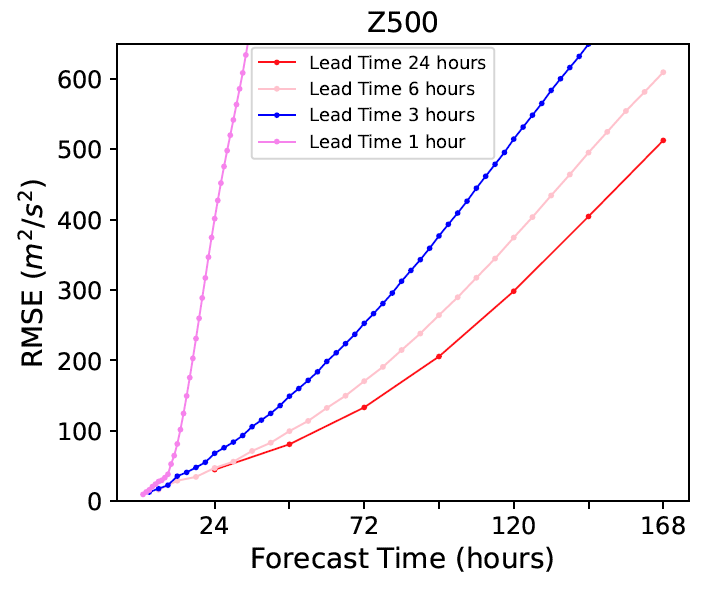 Z500
Lead Time 24 hours
Lead Time 6 hours
Lead Time 3 hours
Lead Time 1 hour
RMSE (m²/s²)
600
500
400
300
200
100
0
24 72 120 168
Forecast Time (hours)